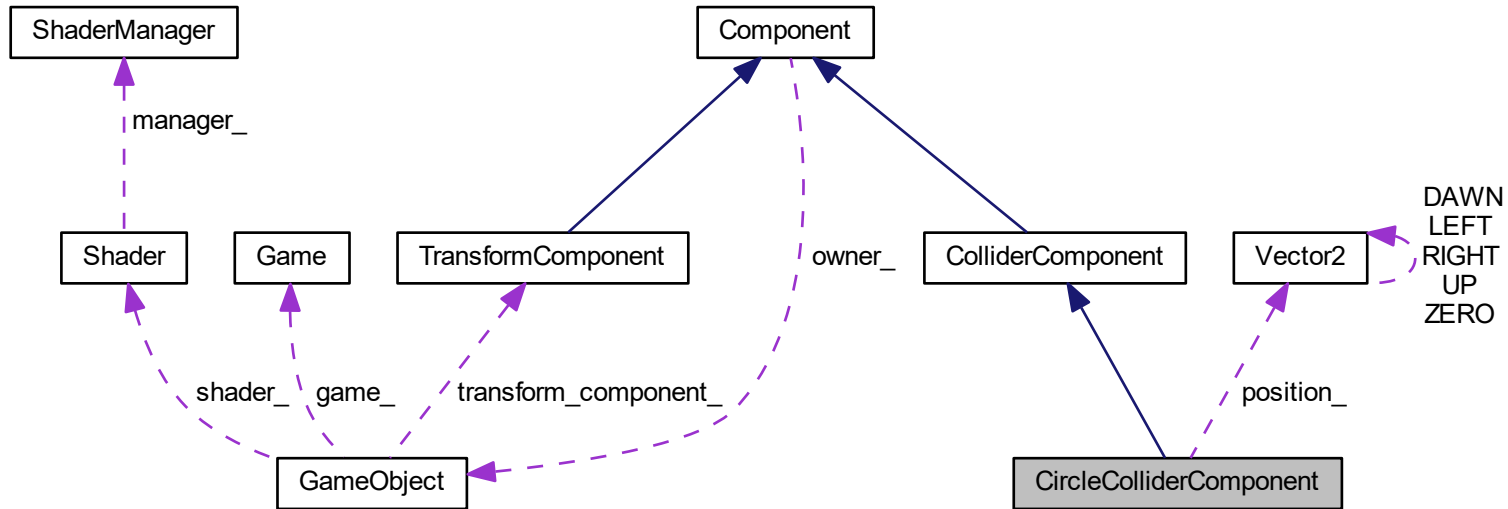 ShaderManager
Component
manager_
DAWN
LEFT
RIGHT
UP
ZERO
Shader
Game
TransformComponent
owner_
ColliderComponent
Vector2
shader_
game_
transform_component_
position_
GameObject
CircleColliderComponent